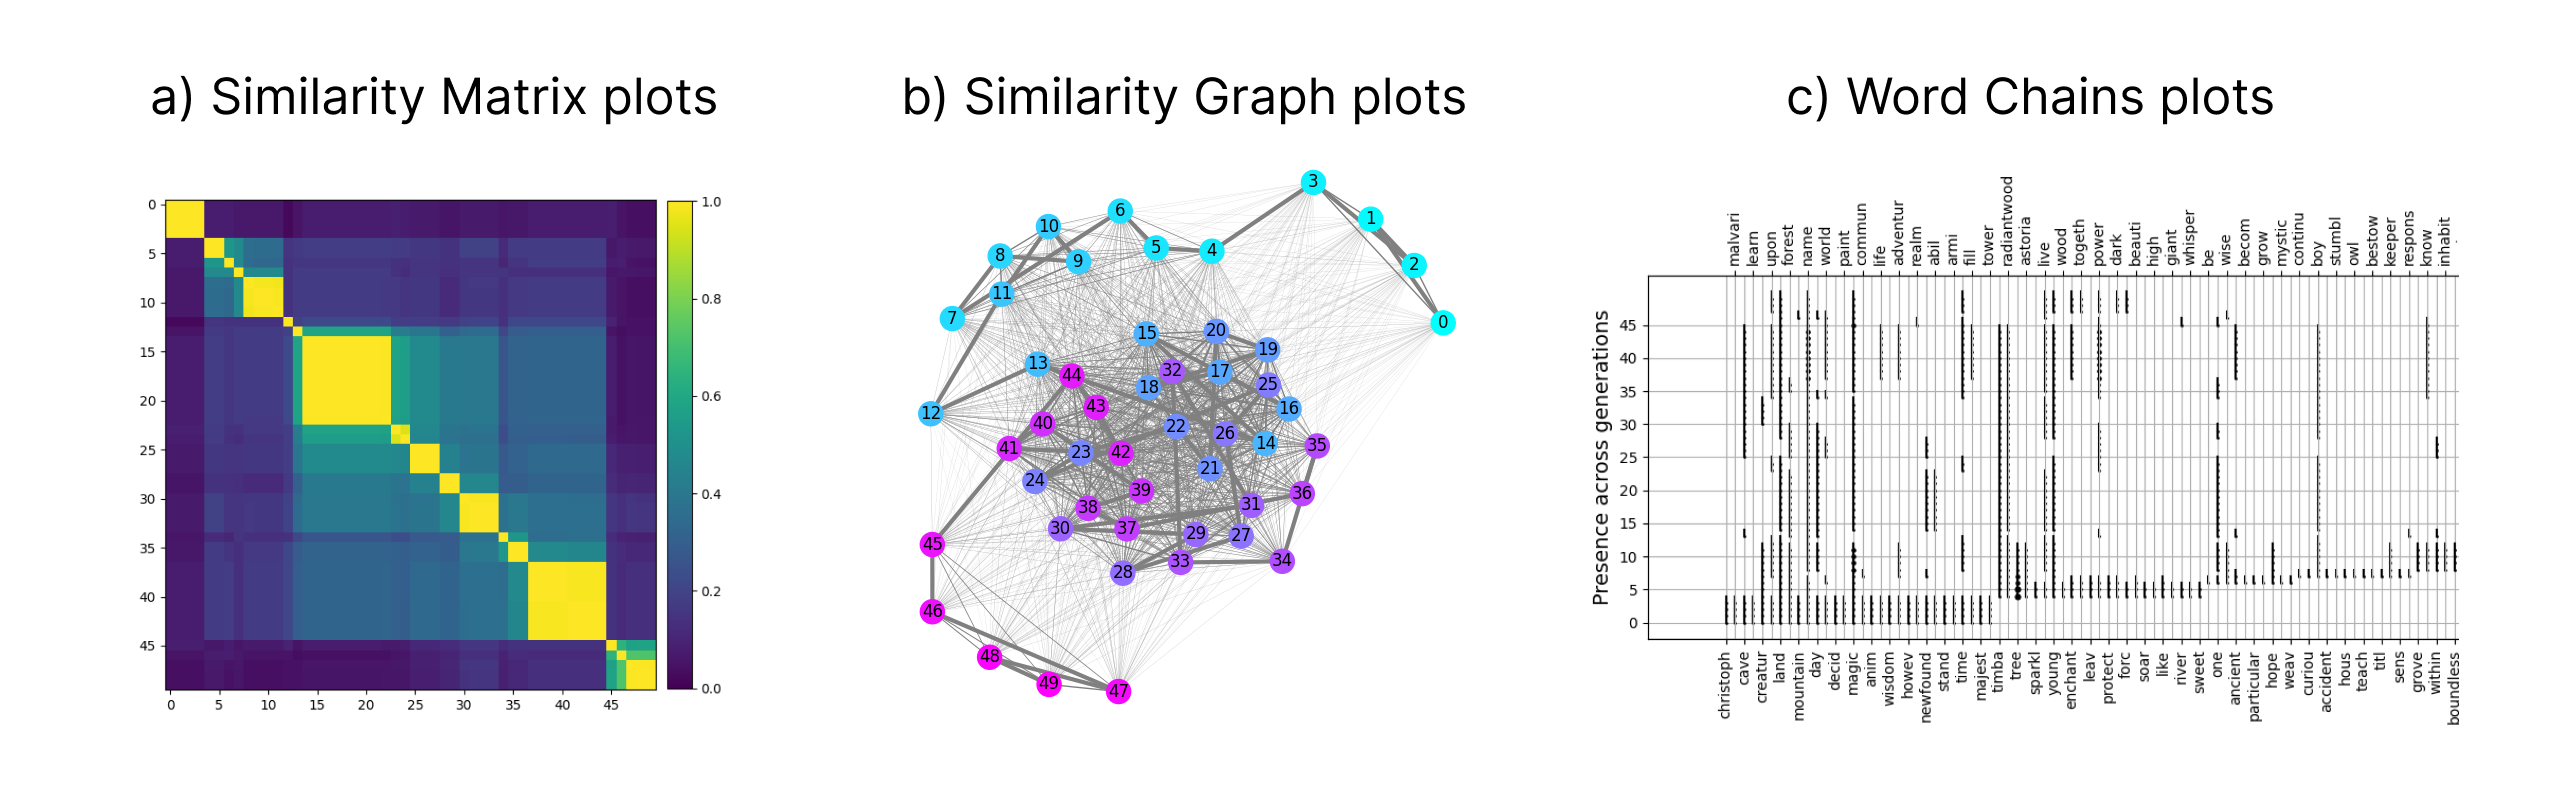 a) Similarity Matrix plots
0
5
10
15
20
25
30
35
40
45
0
5
10
15
20
25
30
35
40
45
1.0
0.8
0.6
0.4
0.2
0.0
b) Similarity Graph plots
3
1
2
0
6
10
5
4
8
9
11
7
15
20
19
13
44
32
17
18
25
12
43
16
40
22
26
41
23
42
14
35
24
21
39
36
38
31
30
37
29
27
45
33
34
28
46
48
49
47
c) Word Chains plots
malvari
learn
upon
forest
name
world
paint
commun
life
adventur
realm
abil
armi
fill
tower
radiantwood
astoria
live
wood
togeth
power
dark
beauti
high
giant
whisper
be
wise
becom
grow
mystic
continu
boy
stumbl
owl
bestow
keeper
respons
know
inhabit
Presence across generations
45
40
35
30
25
20
15
10
5
0
christoph
cave
creatur
land
mountain
day
decid
magic
anim
wisdom
howev
newfound
stand
time
majest
timba
tree
sparkl
young
enchant
leav
protect
forc
soar
like
river
sweet
one
ancient
particular
hope
weav
curiou
accident
hous
teach
titl
sens
grove
within
boundless